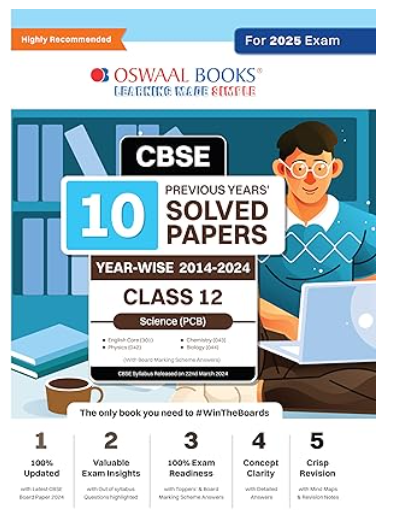 Highly Recommended
For 2025 Exam
OSWAAL BOOKS®
LEARNING MADE SIMPLE
CBSE
10
PREVIOUS YEARS'
SOLVED
PAPERS
YEAR-WISE 2014-2024
CLASS 12
Science (PCB)
• English Core (301) • Chemistry (043)
• Physics (042) • Biology (044)
(With Board Marking Scheme Answers)
CBSE Syllabus Released on 22nd March 2024
The only book you need to #WinTheBoards
1 2 3 4 5
100% Valuable 100% Exam Concept Crisp
Updated Exam Insights Readiness Clarity Revision
with Latest CBSE with Out of syllabus with Toppers' & Board with Detailed with Mind Maps
Board Paper 2024 Questions highlighted Marking Scheme Answers Answers & Revision Notes